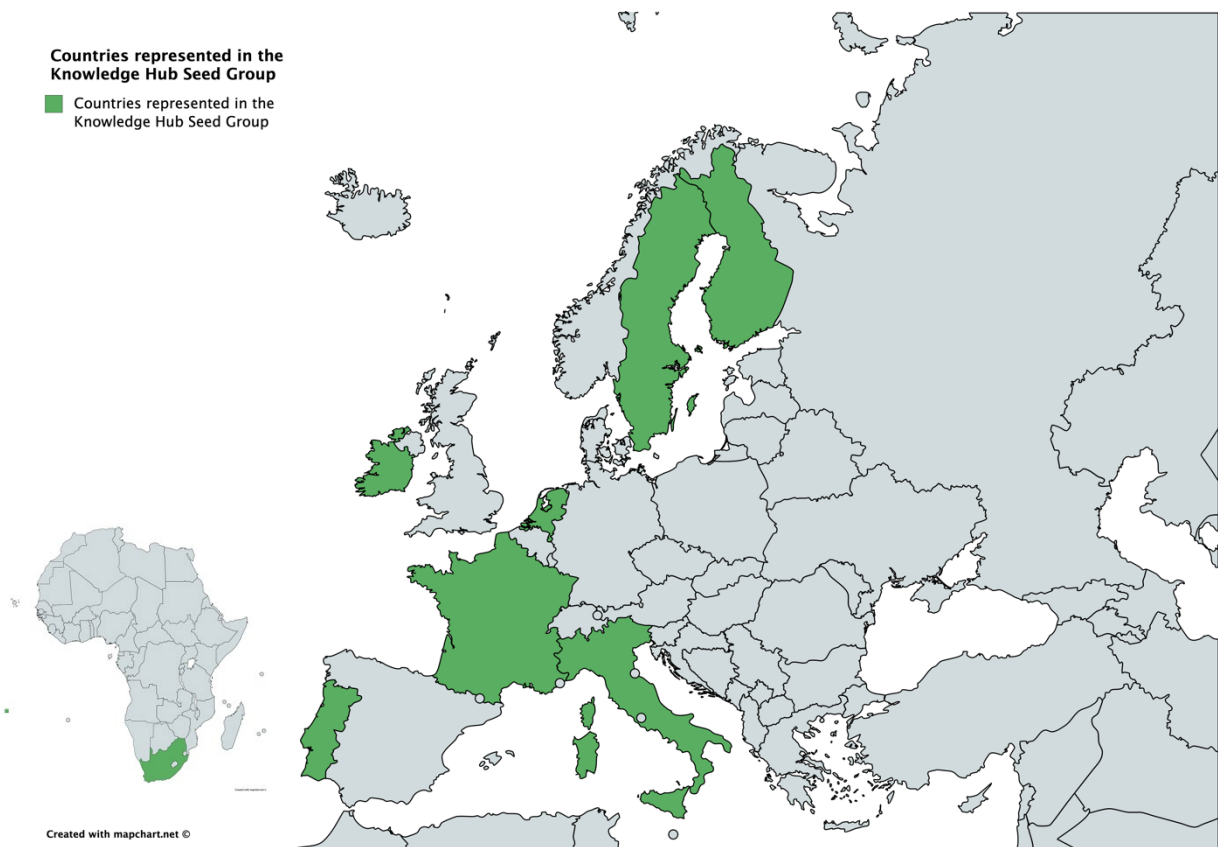 Countries represented in the
Knowledge Hub Seed Group
Countries represented in the
Knowledge Hub Seed Group
Created with mapchart.net ©